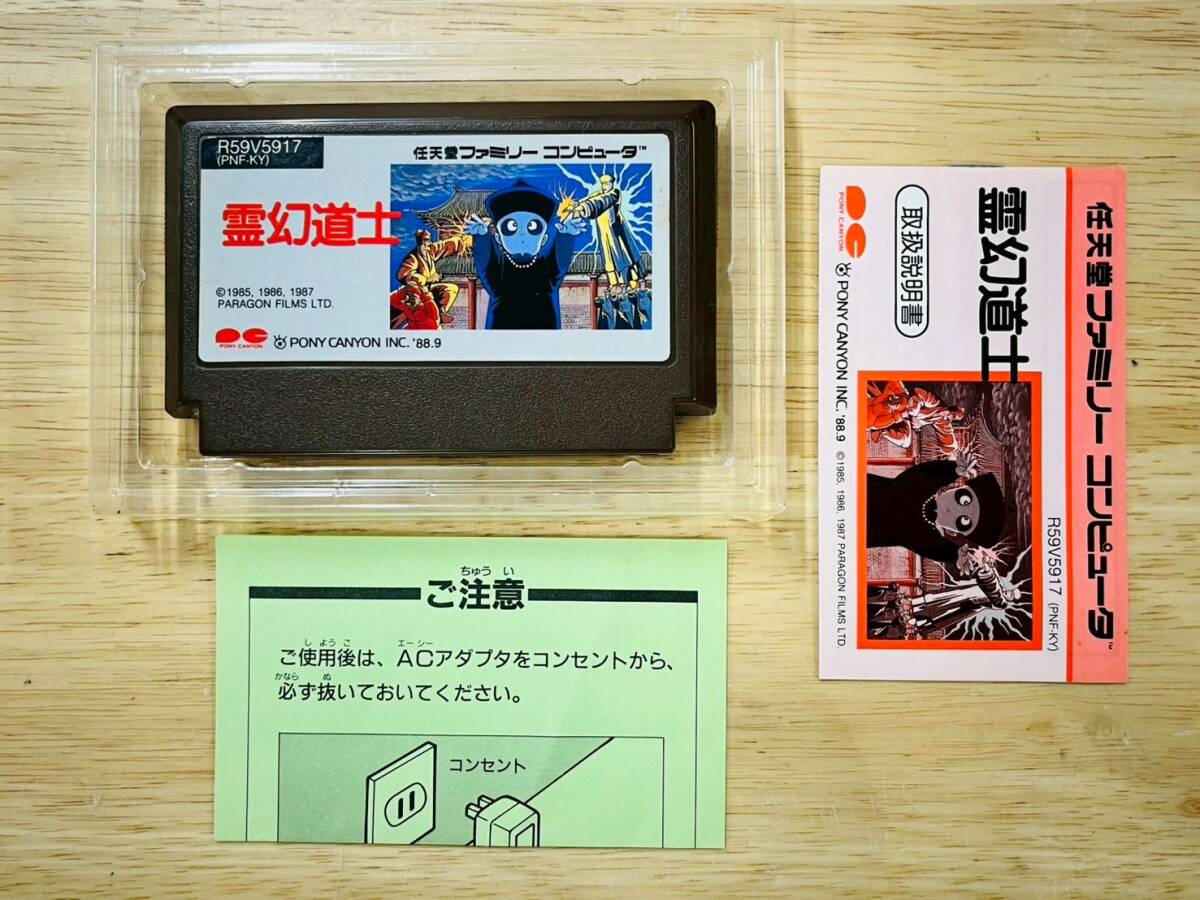 R59V5917
(PNF-KY)
任天堂ファミリー コンピュータ™
霊幻道士
©1985, 1986, 1987
PARAGON FILMS LTD.
PONY CANYON
PONY CANYON INC. '88.9
任天堂ファミリー コンピュータ™
霊幻道士
取扱説明書
PONY CANYON
PONY CANYON INC. '88.9 ©1985, 1986, 1987 PARAGON FILMS LTD.
R59V5917 (PNF-KY)
ちゅうい
ご注意
しようご エーシー
ご使用後は、ACアダプタをコンセントから、
かなら ぬ
必ず抜いておいてください。
コンセント